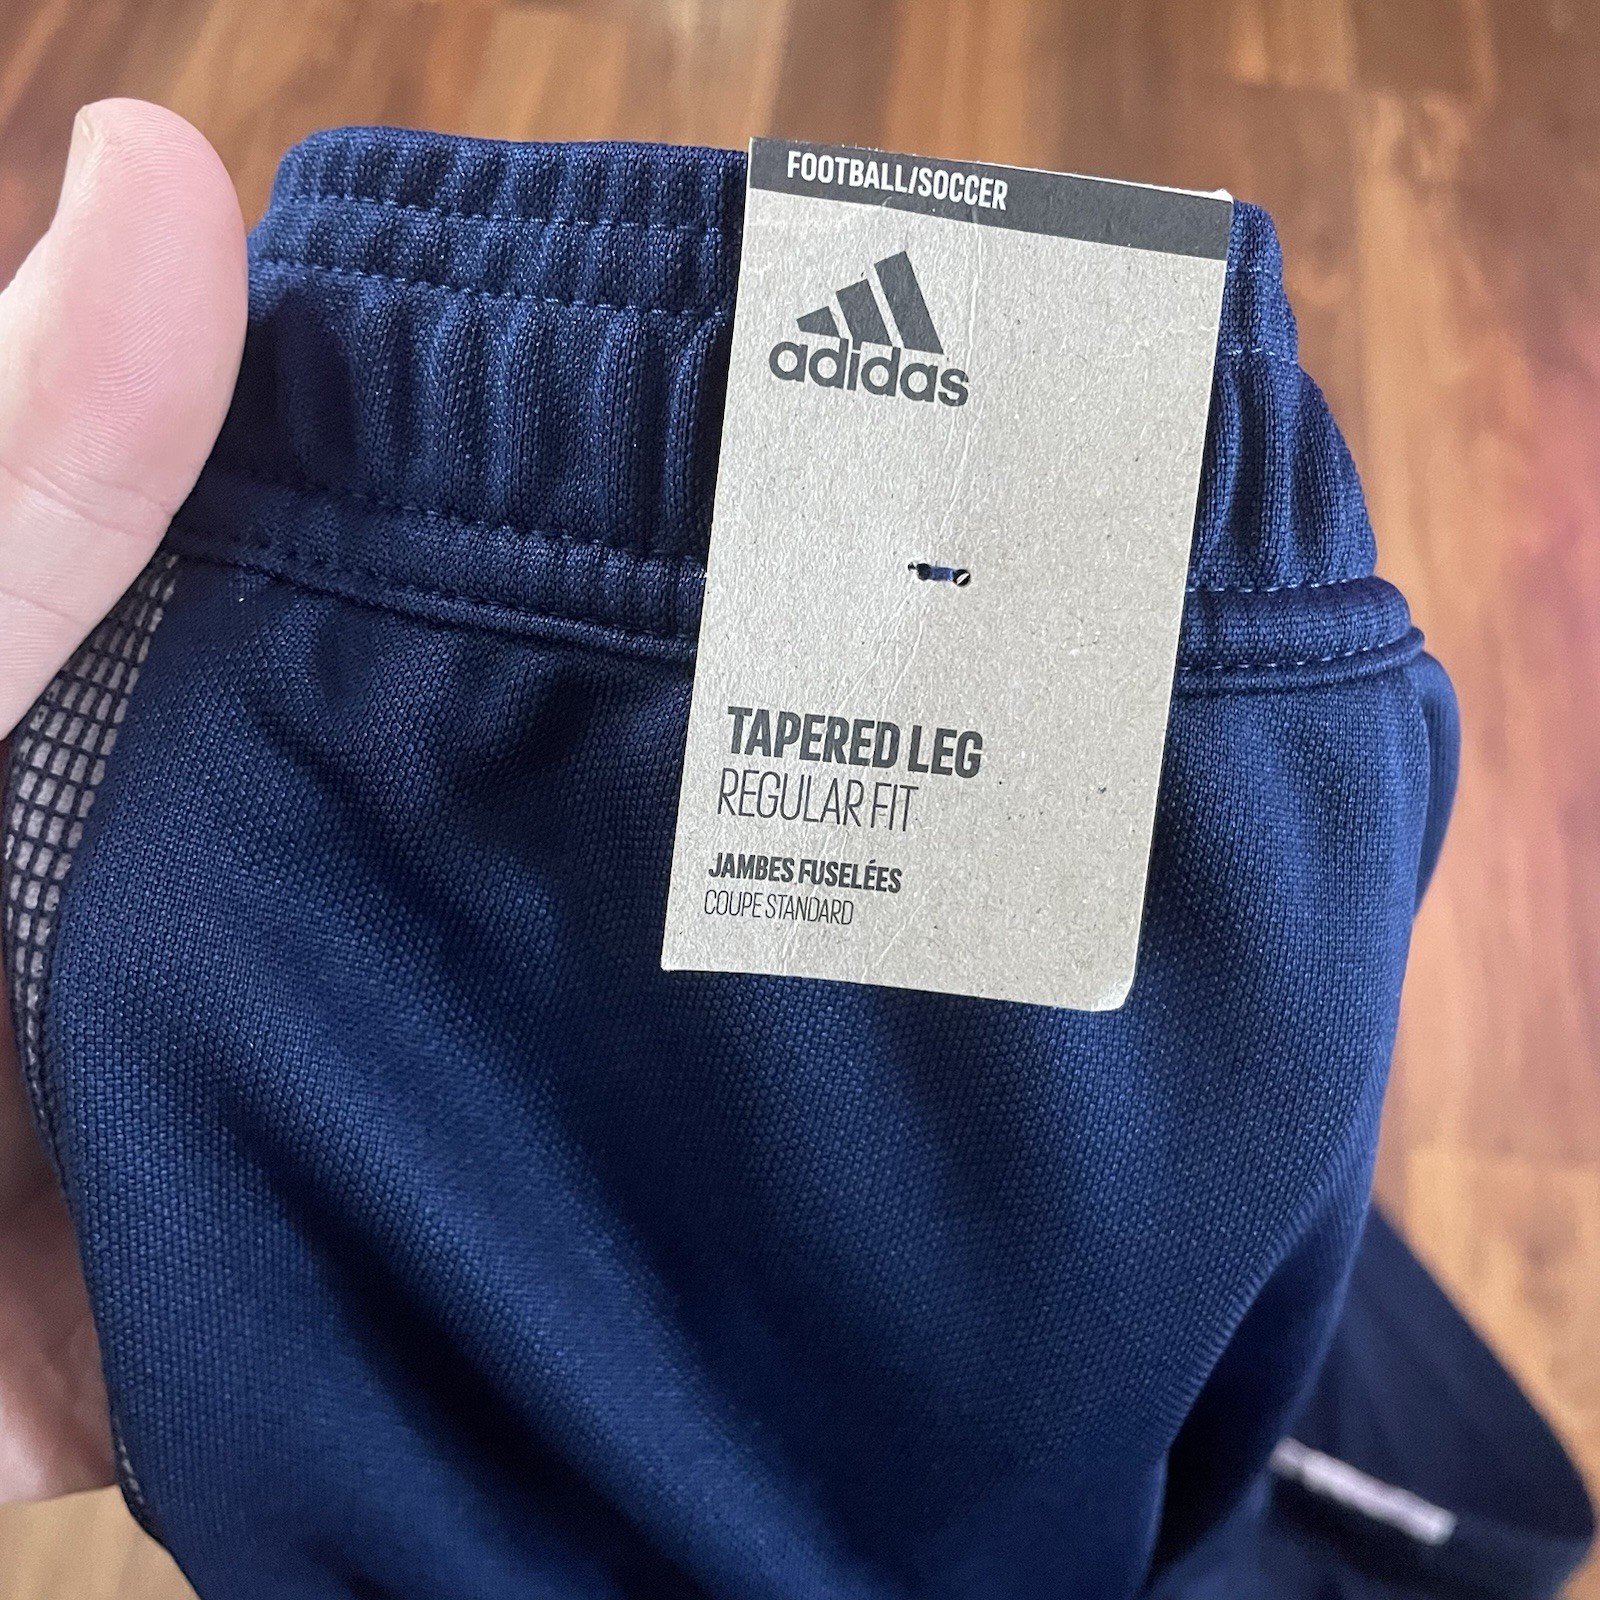 FOOTBALL/SOCCER
adidas
TAPERED LEG
REGULAR FIT
JAMBES FUSELÉES
COUPE STANDARD